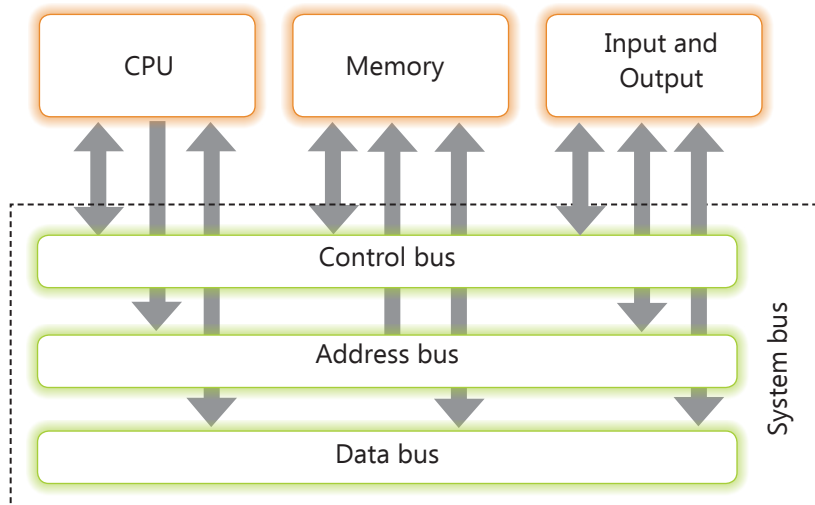 CPU
Memory
Input and
Output
Control bus
Address bus
Data bus
System bus